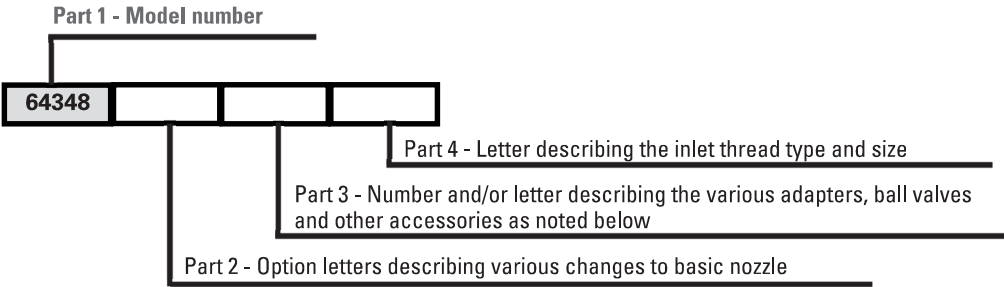 Part 1 - Model number
64348
Part 4 - Letter describing the inlet thread type and size
Part 3 - Number and/or letter describing the various adapters, ball valves
and other accessories as noted below
Part 2 - Option letters describing various changes to basic nozzle